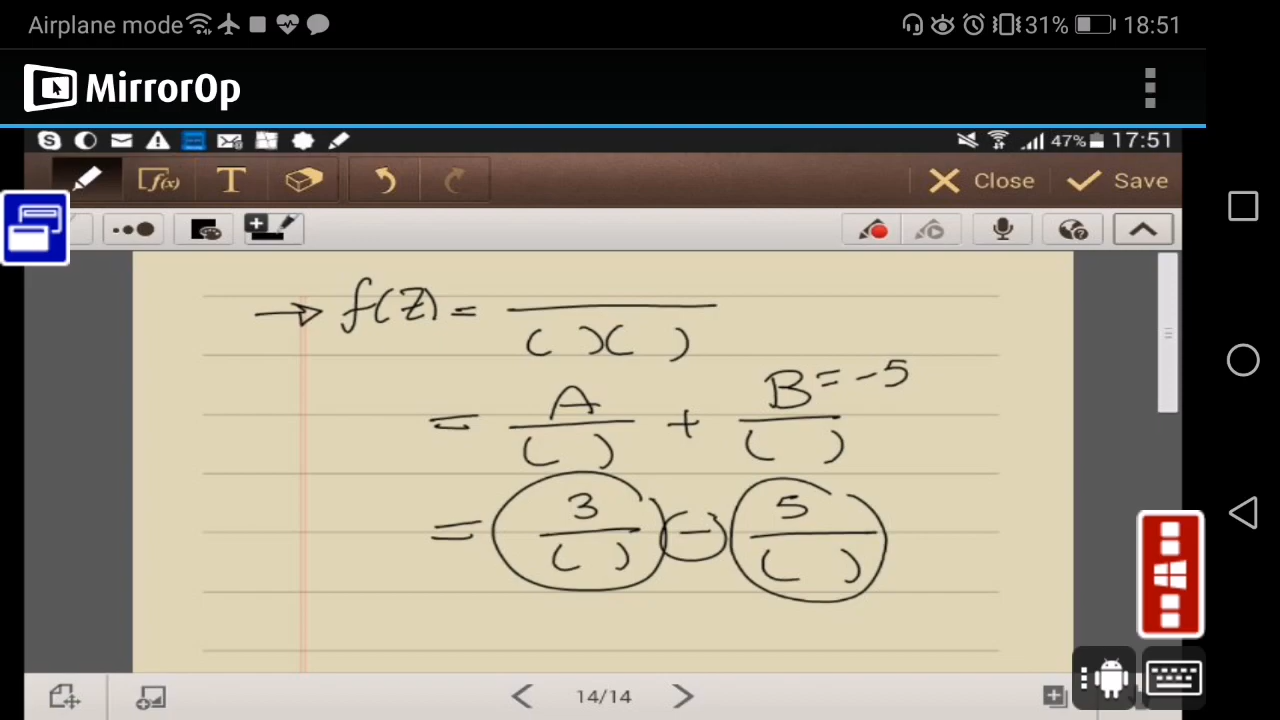 Airplane mode 31% 18:51
MirrorOp
47% 17:51
f(x) T Close Save
→ f(Z) = ———
( )( )
= A/( ) + B = -5/( )
= 3/( ) - 5/( )
14/14